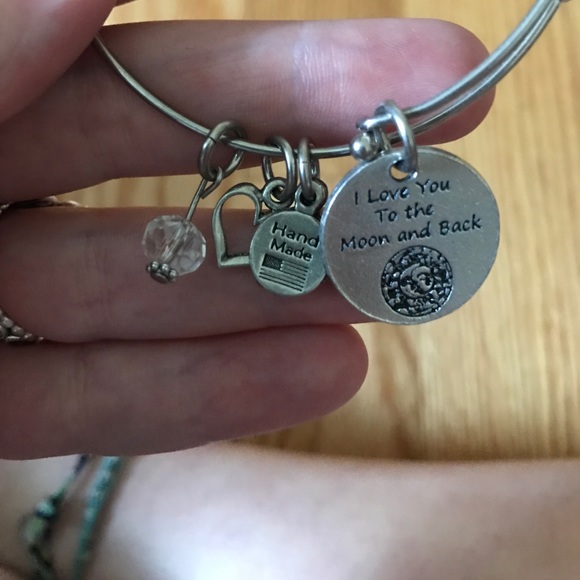 Hand
Made
I Love You
To the
Moon and Back